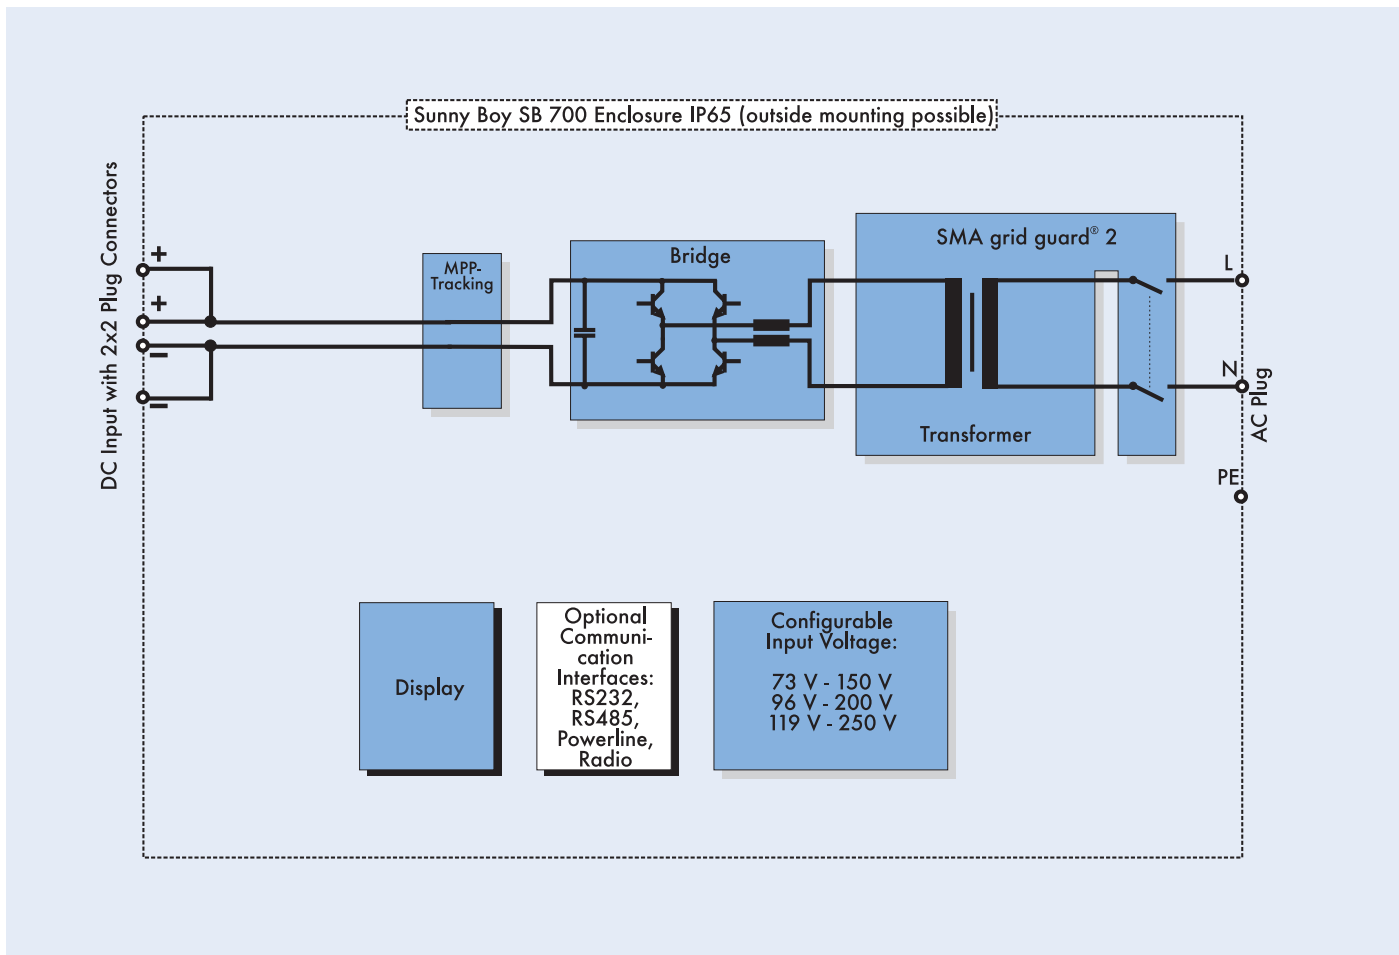 Sunny Boy SB 700 Enclosure IP65 (outside mounting possible)
DC Input with 2x2 Plug Connectors
+
+
–
–
MPP-
Tracking
Bridge
SMA grid guard® 2
Transformer
L
N
AC Plug
PE
Display
Optional
Communi-
cation
Interfaces:
RS232,
RS485,
Powerline,
Radio
Configurable
Input Voltage:
73 V - 150 V
96 V - 200 V
119 V - 250 V